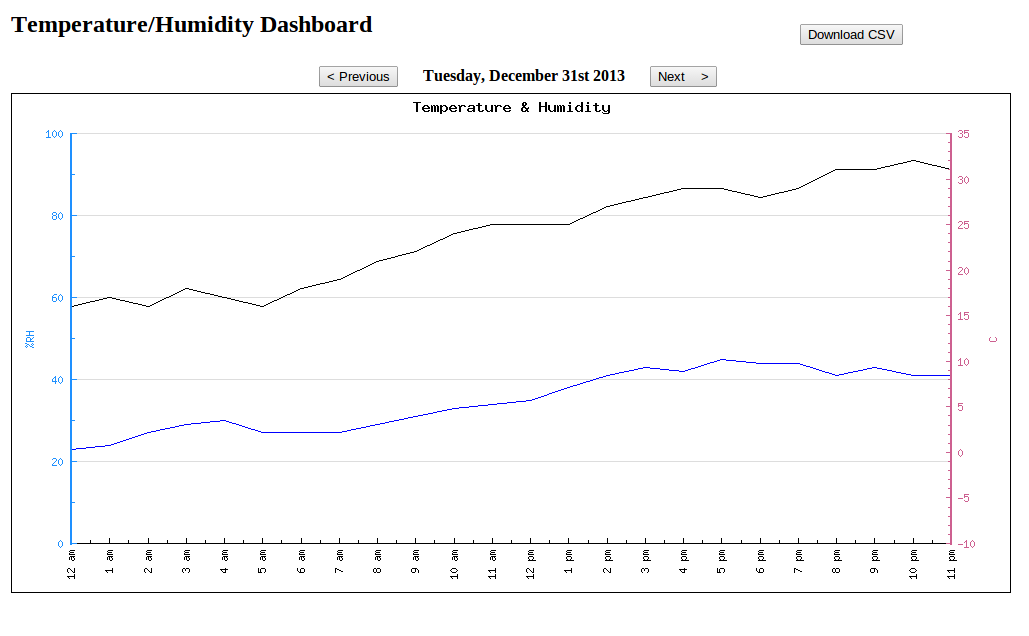 Temperature/Humidity Dashboard
Download CSV
< Previous
Tuesday, December 31st 2013
Next >
Temperature & Humidity
100
80
60
40
20
0
%RH
35
30
25
20
15
10
5
0
-5
-10
C
12 am
1 am
2 am
3 am
4 am
5 am
6 am
7 am
8 am
9 am
10 am
11 am
12 pm
1 pm
2 pm
3 pm
4 pm
5 pm
6 pm
7 pm
8 pm
9 pm
10 pm
11 pm